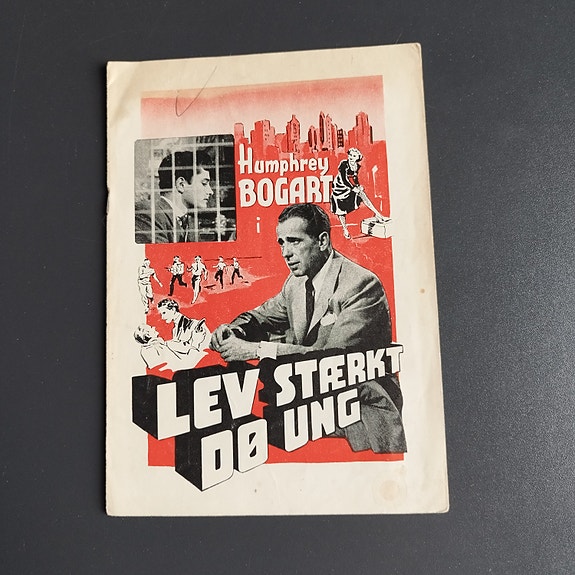 Humphrey
BOGART
i
LEV STÆRKT
DØ UNG